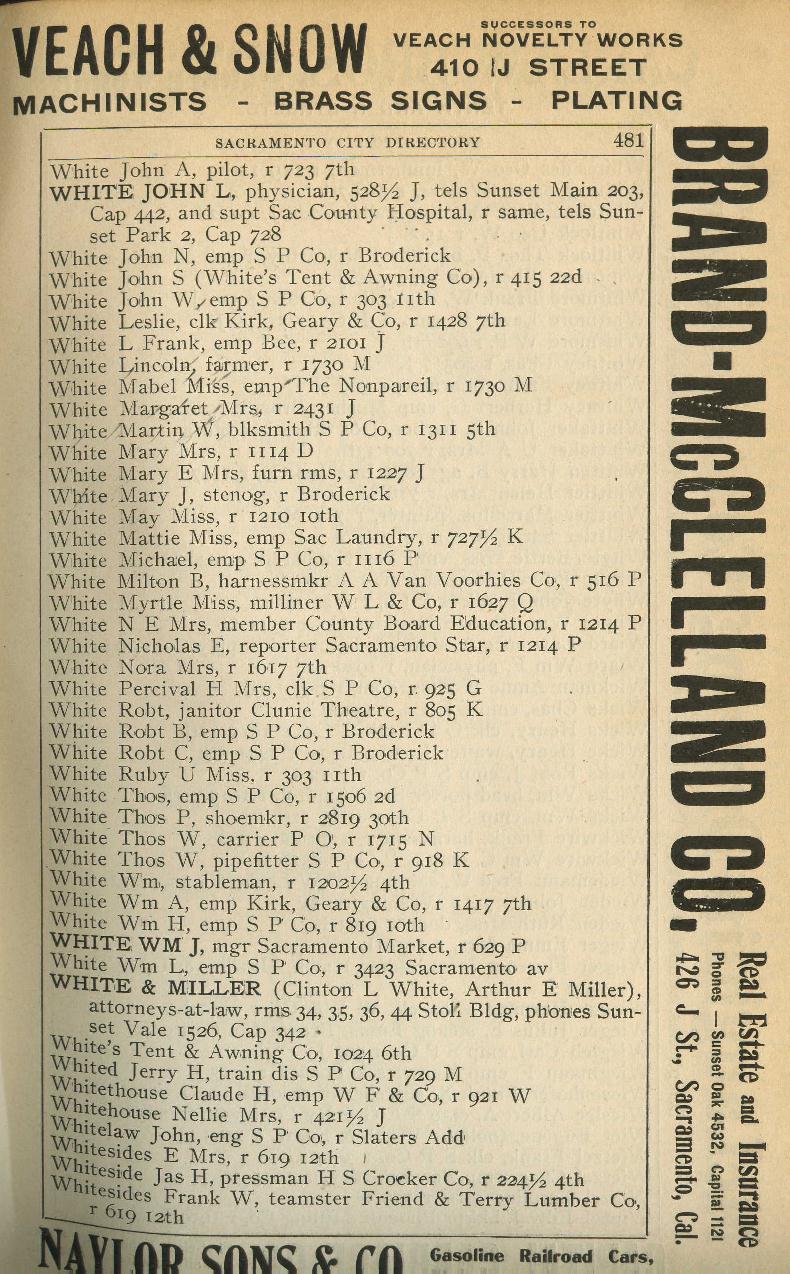 VEACH & SNOW
SUCCESSORS TO
VEACH NOVELTY WORKS
410 J STREET
MACHINISTS - BRASS SIGNS - PLATING
SACRAMENTO CITY DIRECTORY 481
White John A, pilot, r 723 7th
WHITE JOHN L, physician, 528½ J, tels Sunset Main 203,
Cap 442, and supt Sac County Hospital, r same, tels Sun-
set Park 2, Cap 728
White John N, emp S P Co, r Broderick
White John S (White's Tent & Awning Co), r 415 22d
White John W, emp S P Co, r 303 11th
White Leslie, clk Kirk, Geary & Co, r 1428 7th
White L Frank, emp Bee, r 2101 J
White Lincoln, farmer, r 1730 M
White Mabel Miss, emp The Nonpareil, r 1730 M
White Margaret Mrs, r 2431 J
White Martin W, blksmith S P Co, r 1311 5th
White Mary Mrs, r 1114 D
White Mary E Mrs, furn rms, r 1227 J
White Mary J, stenog, r Broderick
White May Miss, r 1210 10th
White Mattie Miss, emp Sac Laundry, r 727½ K
White Michael, emp S P Co, r 1116 P
White Milton B, harnessmkr A A Van Voorhies Co, r 516 P
White Myrtle Miss, milliner W L & Co, r 1627 Q
White N E Mrs, member County Board Education, r 1214 P
White Nicholas E, reporter Sacramento Star, r 1214 P
White Nora Mrs, r 1617 7th
White Percival H Mrs, clk S P Co, r 925 G
White Robt, janitor Clunie Theatre, r 805 K
White Robt B, emp S P Co, r Broderick
White Robt C, emp S P Co, r Broderick
White Ruby U Miss, r 303 11th
White Thos, emp S P Co, r 1506 2d
White Thos P, shoemkr, r 2819 30th
White Thos W, carrier P O, r 1715 N
White Thos W, pipefitter S P Co, r 918 K
White Wm, stableman, r 1202½ 4th
White Wm A, emp Kirk, Geary & Co, r 1417 7th
White Wm H, emp S P Co, r 819 10th
WHITE WM J, mgr Sacramento Market, r 629 P
White Wm L, emp S P Co, r 3423 Sacramento av
WHITE & MILLER (Clinton L White, Arthur E Miller),
attorneys-at-law, rms 34, 35, 36, 44 Stoll Bldg, phones Sun-
set Vale 1526, Cap 342
White's Tent & Awning Co, 1024 6th
Whited Jerry H, train dis S P Co, r 729 M
Whitethouse Claude H, emp W F & Co, r 921 W
Whitehouse Nellie Mrs, r 421½ J
Whitelaw John, eng S P Co, r Slaters Add
Whitesides E Mrs, r 619 12th
Whiteside Jas H, pressman H S Crocker Co, r 224½ 4th
Whitesides Frank W, teamster Friend & Terry Lumber Co,
r 619 12th
NAYLOR SONS & CO
Gasoline Railroad Cars,
BRAND-McCLELLAND CO,
Real Estate and Insurance
Phones — Sunset Oak 4532, Capital 1121
426 J St., Sacramento, Cal.